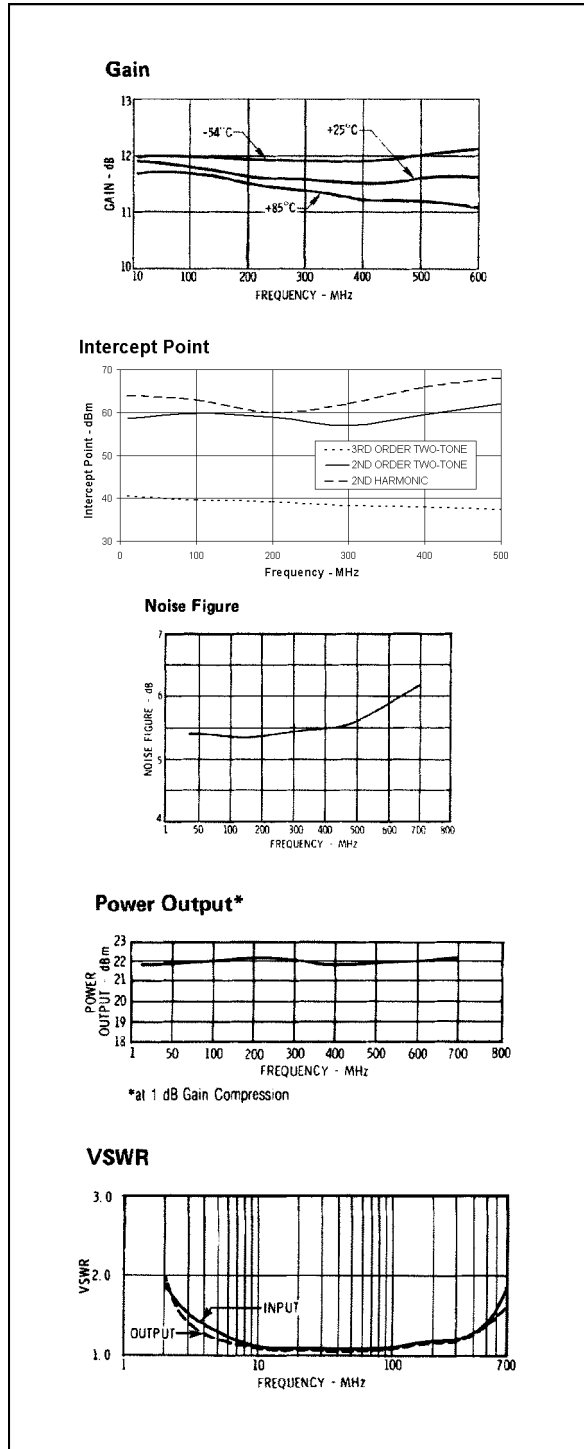 Gain
13
12
11
10
GAIN - dB
-54°C
+25°C
+85°C
10 100 200 300 400 500 600
FREQUENCY - MHz
Intercept Point
70
60
50
40
30
Intercept Point - dBm
3RD ORDER TWO-TONE
2ND ORDER TWO-TONE
2ND HARMONIC
0 100 200 300 400 500
Frequency - MHz
Noise Figure
7
6
5
4
NOISE FIGURE - dB
1 50 100 200 300 400 500 600 700 800
FREQUENCY - MHz
Power Output*
23
22
21
20
19
18
POWER
OUTPUT - dBm
1 50 100 200 300 400 500 600 700 800
FREQUENCY - MHz
*at 1 dB Gain Compression
VSWR
3.0
2.0
1.0
VSWR
INPUT
OUTPUT
1 10 100 700
FREQUENCY - MHz